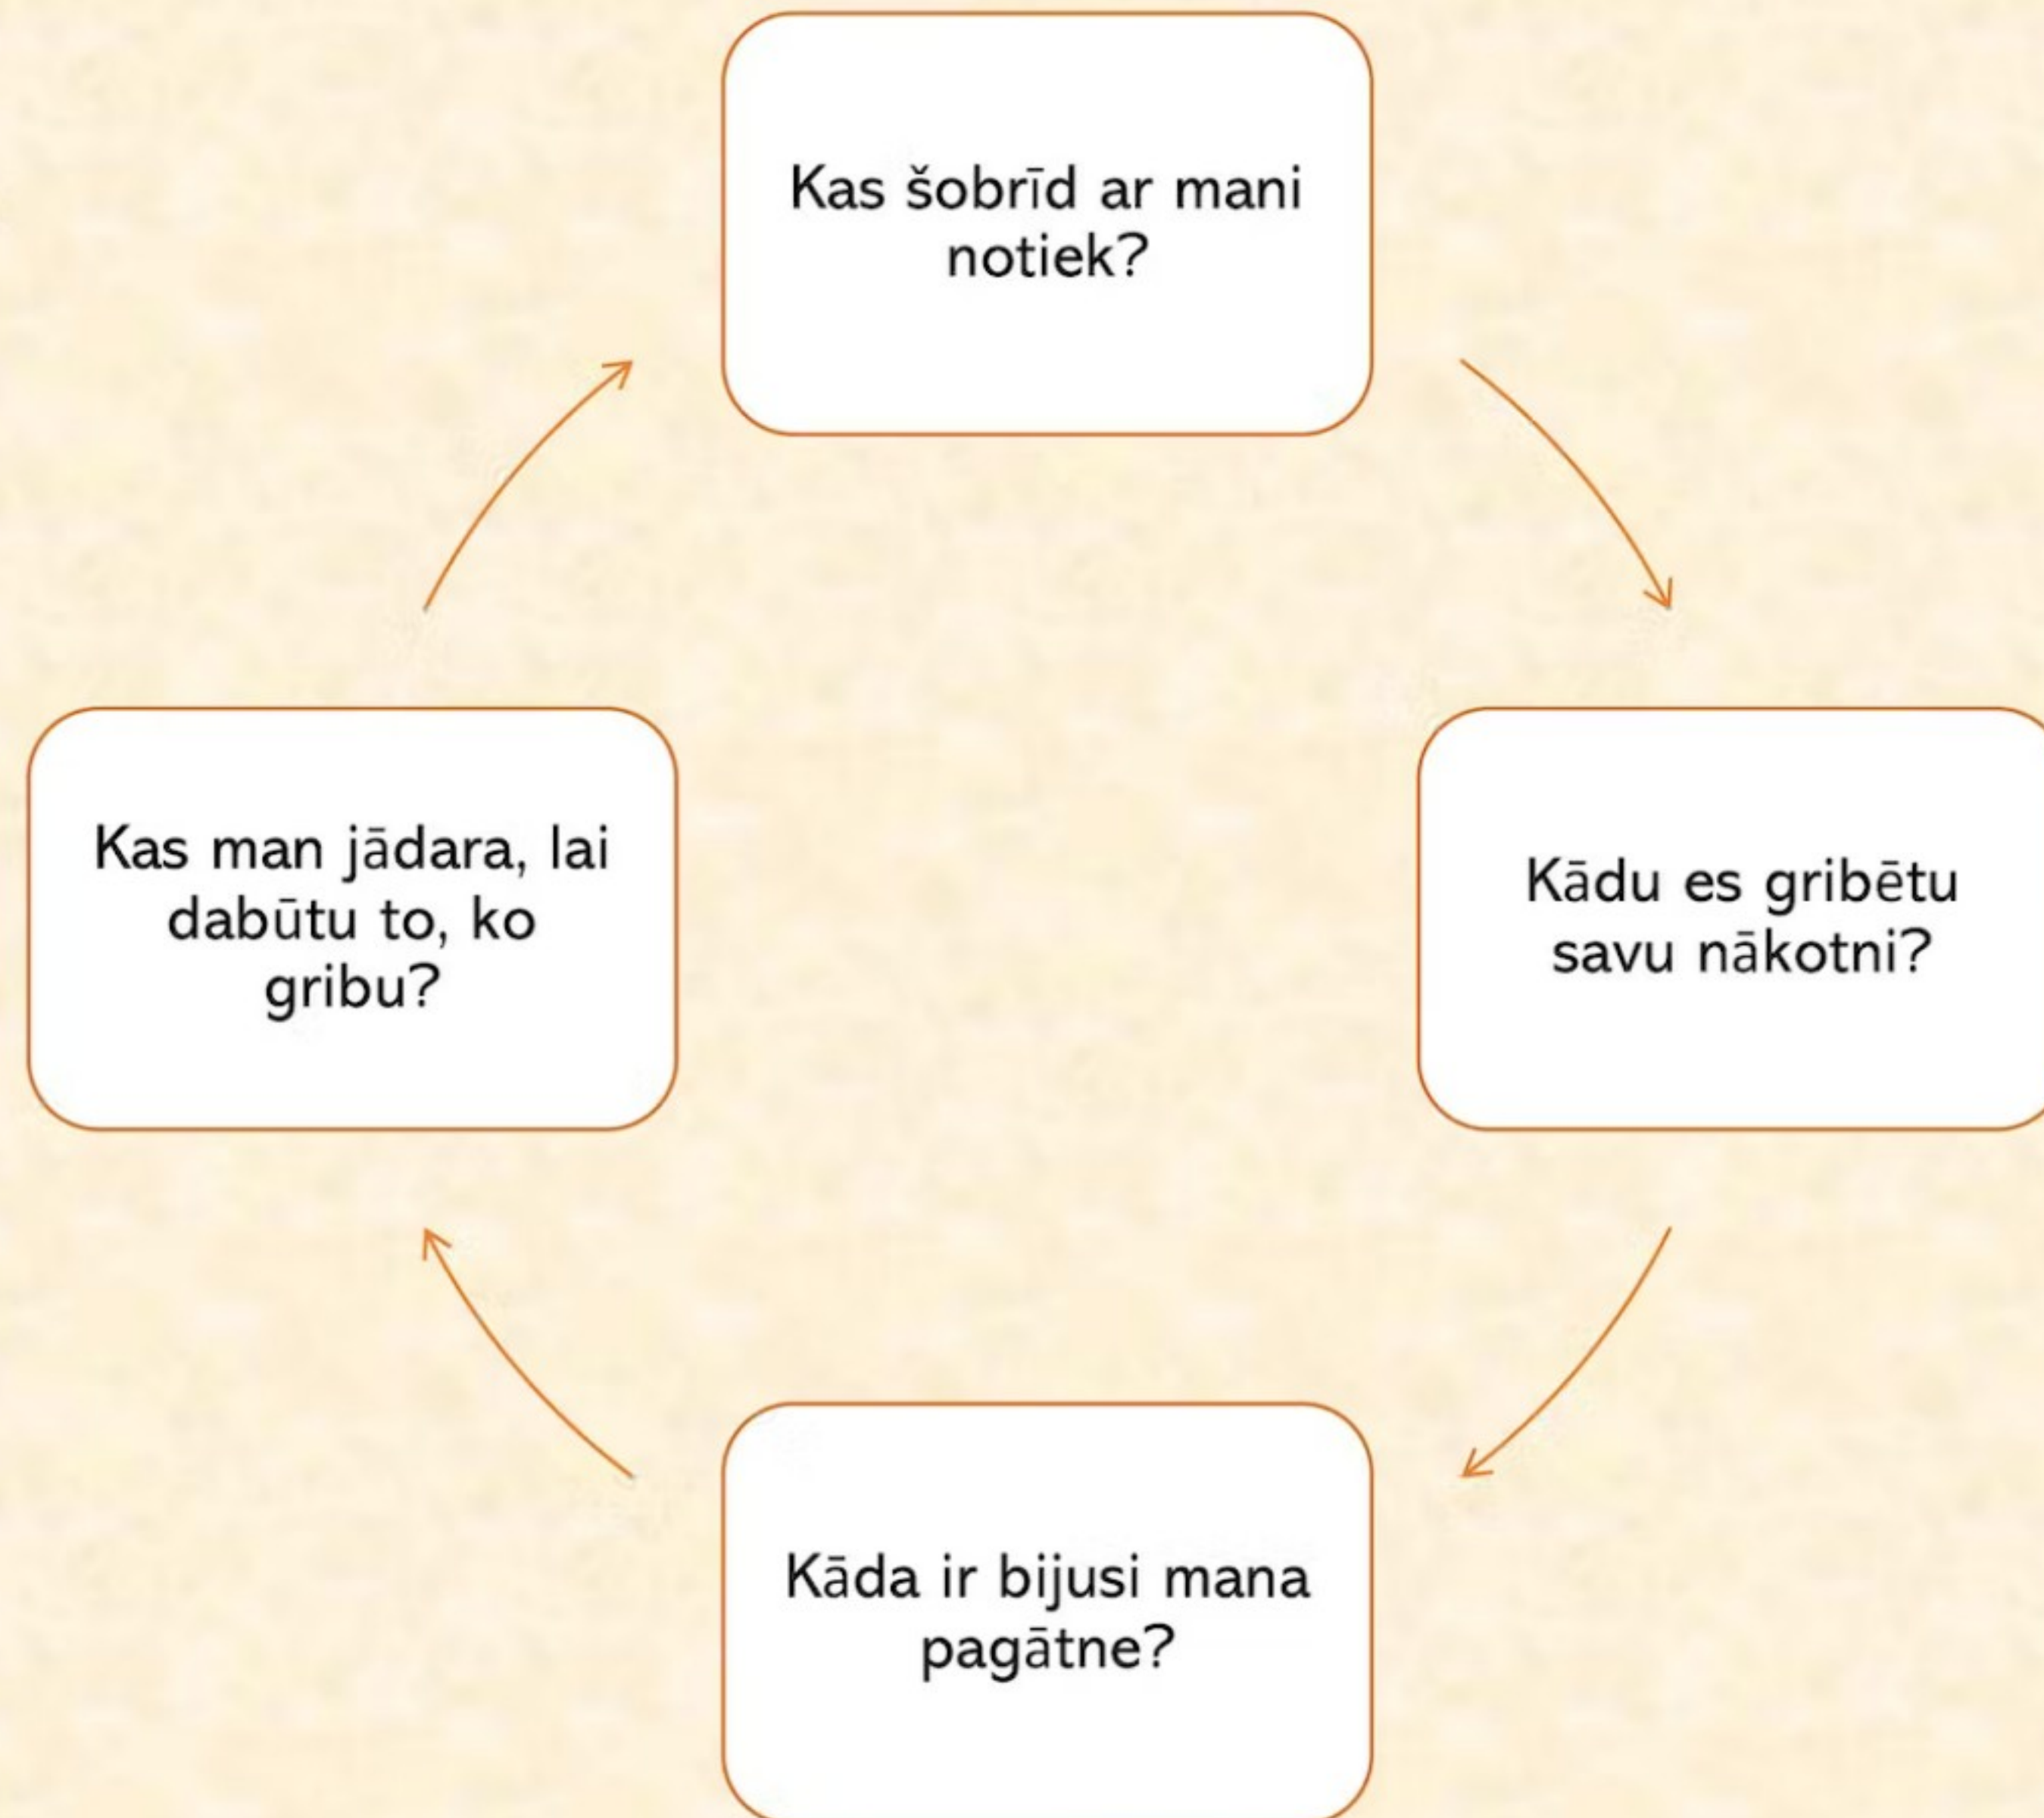 Kas šobrīd ar mani
notiek?
Kādu es gribētu
savu nākotni?
Kāda ir bijusi mana
pagātne?
Kas man jādara, lai
dabūtu to, ko
gribu?